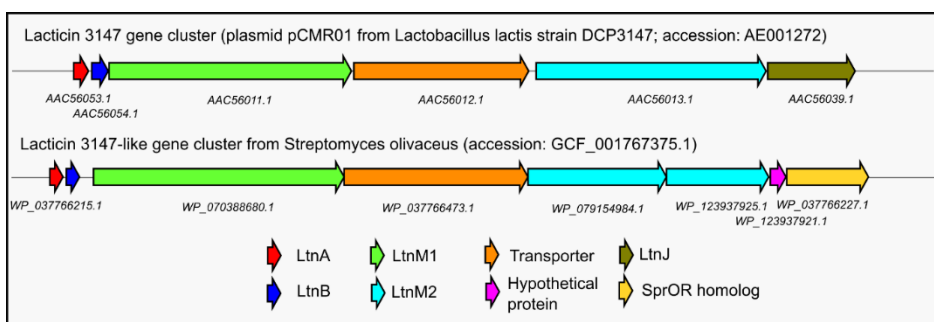 Lacticin 3147 gene cluster (plasmid pCMR01 from Lactobacillus lactis strain DCP3147; accession: AE001272)
AAC56053.1
AAC56054.1
AAC56011.1
AAC56012.1
AAC56013.1
AAC56039.1
Lacticin 3147-like gene cluster from Streptomyces olivaceus (accession: GCF_001767375.1)
WP_037766215.1
WP_070388680.1
WP_037766473.1
WP_079154984.1
WP_123937925.1
WP_123937921.1
WP_037766227.1
LtnA
LtnM1
Transporter
LtnJ
LtnB
LtnM2
Hypothetical
protein
SprOR homolog